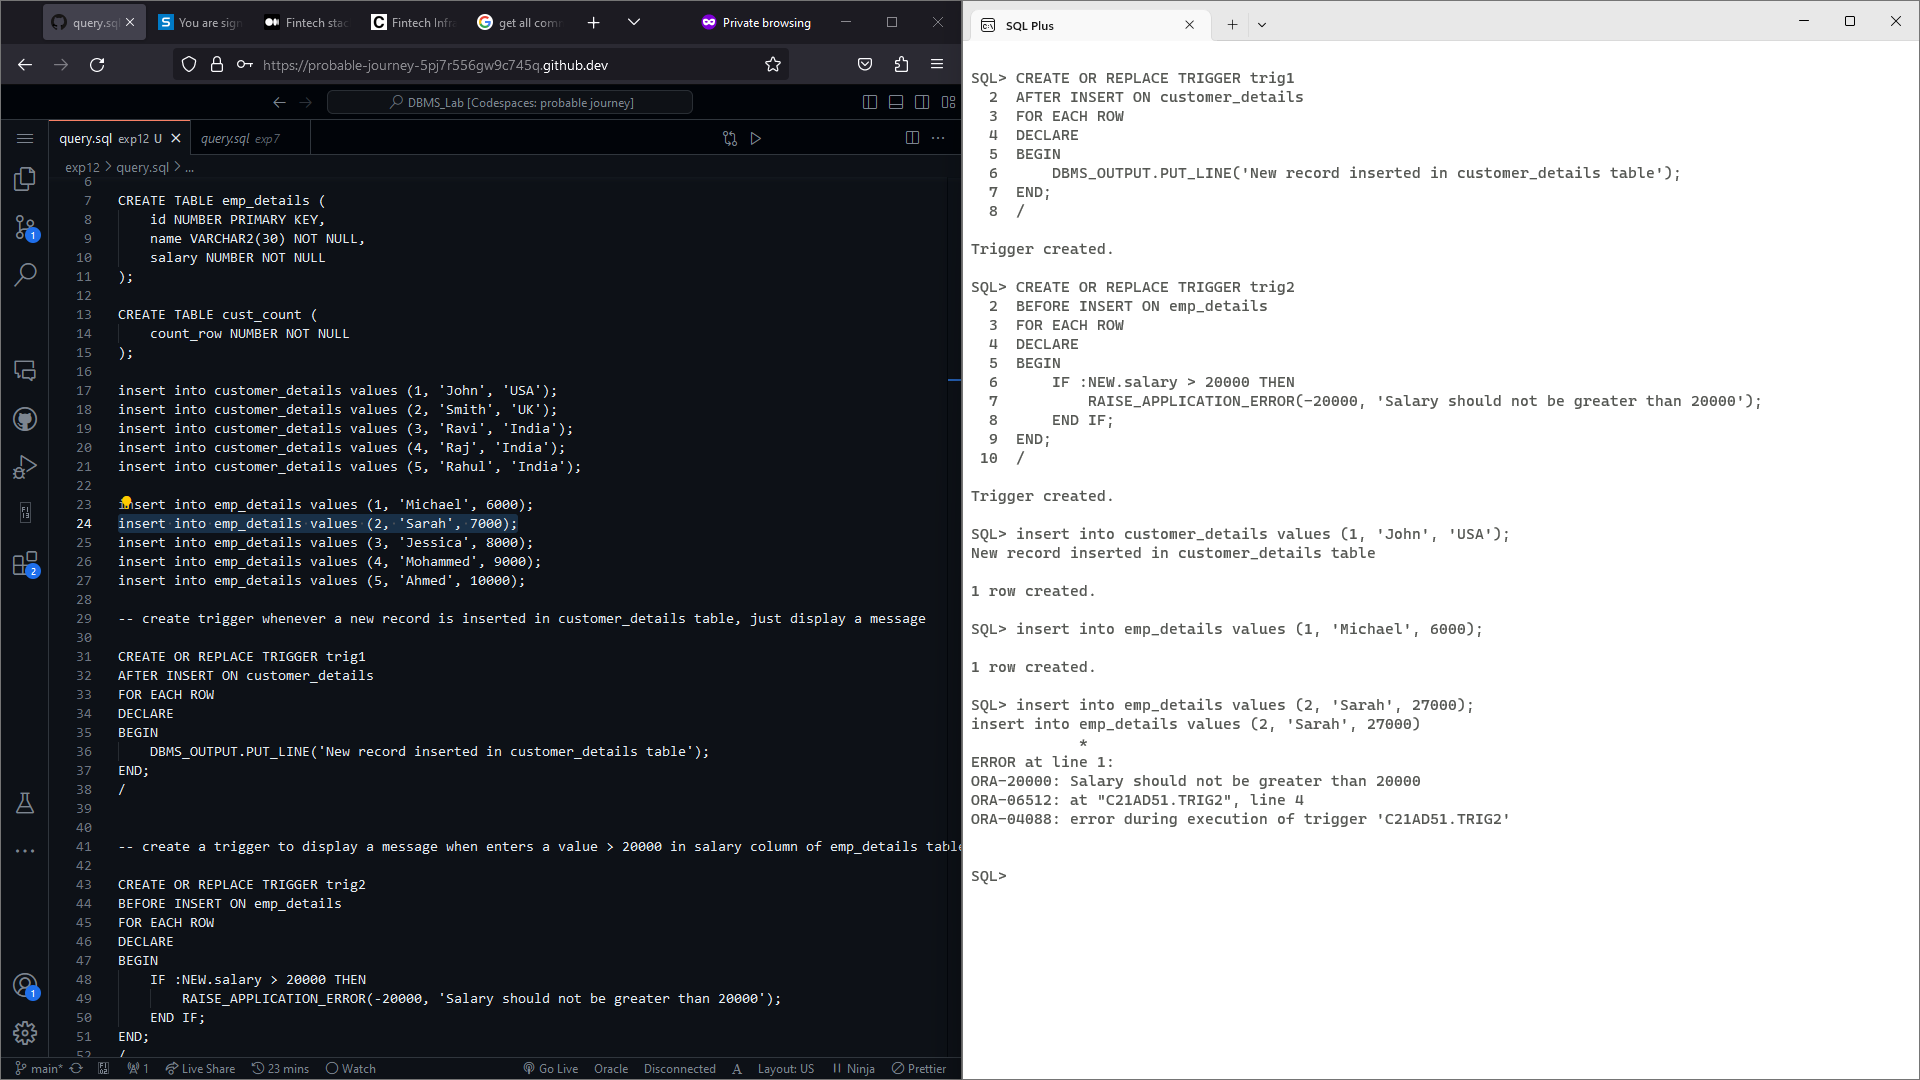 query.sql
You are sig
Fintech stac
Fintech Infr
get all com
Private browsing
https://probable-journey-5pj7r556gw9c745q.github.dev
DBMS_Lab [Codespaces: probable journey]
query.sql exp12 U
query.sql exp7
exp12 > query.sql > ...
6
7 CREATE TABLE emp_details (
8 id NUMBER PRIMARY KEY,
9 name VARCHAR2(30) NOT NULL,
10 salary NUMBER NOT NULL
11 );
12
13 CREATE TABLE cust_count (
14 count_row NUMBER NOT NULL
15 );
16
17 insert into customer_details values (1, 'John', 'USA');
18 insert into customer_details values (2, 'Smith', 'UK');
19 insert into customer_details values (3, 'Ravi', 'India');
20 insert into customer_details values (4, 'Raj', 'India');
21 insert into customer_details values (5, 'Rahul', 'India');
22
23 insert into emp_details values (1, 'Michael', 6000);
24 insert into emp_details values (2, 'Sarah', 7000);
25 insert into emp_details values (3, 'Jessica', 8000);
26 insert into emp_details values (4, 'Mohammed', 9000);
27 insert into emp_details values (5, 'Ahmed', 10000);
28
29 -- create trigger whenever a new record is inserted in customer_details table, just display a message
30
31 CREATE OR REPLACE TRIGGER trig1
32 AFTER INSERT ON customer_details
33 FOR EACH ROW
34 DECLARE
35 BEGIN
36 DBMS_OUTPUT.PUT_LINE('New record inserted in customer_details table');
37 END;
38 /
39
40
41 -- create a trigger to display a message when enters a value > 20000 in salary column of emp_details table
42
43 CREATE OR REPLACE TRIGGER trig2
44 BEFORE INSERT ON emp_details
45 FOR EACH ROW
46 DECLARE
47 BEGIN
48 IF :NEW.salary > 20000 THEN
49 RAISE_APPLICATION_ERROR(-20000, 'Salary should not be greater than 20000');
50 END IF;
51 END;
52 /
1
2
1
main*
1
Live Share
23 mins
Watch
Go Live
Oracle
Disconnected
Layout: US
Ninja
Prettier
SQL Plus
SQL> CREATE OR REPLACE TRIGGER trig1
2 AFTER INSERT ON customer_details
3 FOR EACH ROW
4 DECLARE
5 BEGIN
6 DBMS_OUTPUT.PUT_LINE('New record inserted in customer_details table');
7 END;
8 /
Trigger created.
SQL> CREATE OR REPLACE TRIGGER trig2
2 BEFORE INSERT ON emp_details
3 FOR EACH ROW
4 DECLARE
5 BEGIN
6 IF :NEW.salary > 20000 THEN
7 RAISE_APPLICATION_ERROR(-20000, 'Salary should not be greater than 20000');
8 END IF;
9 END;
10 /
Trigger created.
SQL> insert into customer_details values (1, 'John', 'USA');
New record inserted in customer_details table
1 row created.
SQL> insert into emp_details values (1, 'Michael', 6000);
1 row created.
SQL> insert into emp_details values (2, 'Sarah', 27000);
insert into emp_details values (2, 'Sarah', 27000)
*
ERROR at line 1:
ORA-20000: Salary should not be greater than 20000
ORA-06512: at "C21AD51.TRIG2", line 4
ORA-04088: error during execution of trigger 'C21AD51.TRIG2'
SQL>